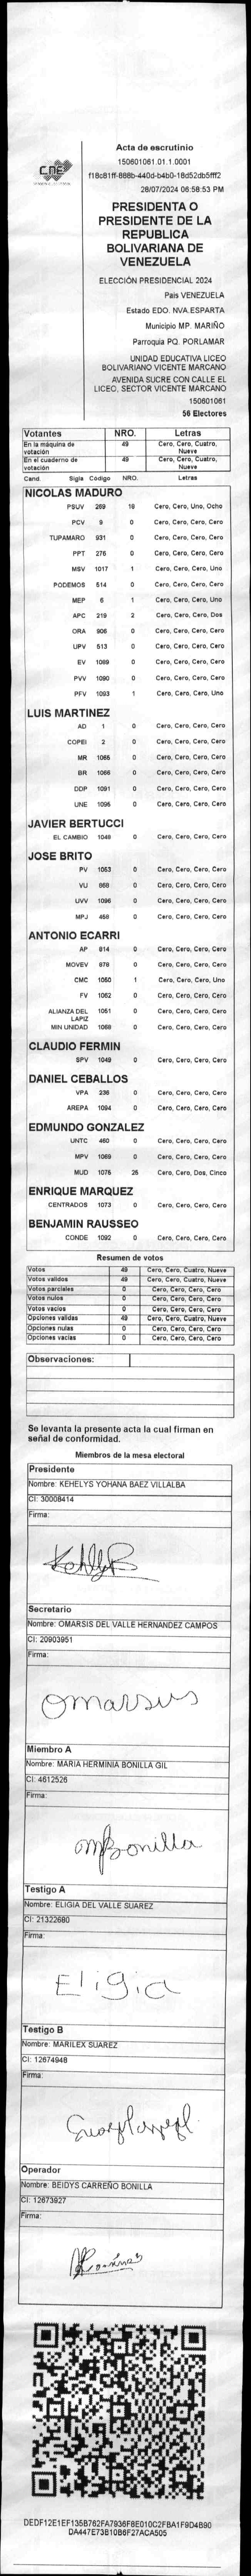 Acta de escrutinio
150601061.01.1.0001
f18c81ff-888b-440d-b4b0-18d52db5fff2
28/07/2024 06:58:53 PM
CNE
PRESIDENTA O
PRESIDENTE DE LA
REPUBLICA
BOLIVARIANA DE
VENEZUELA
ELECCIÓN PRESIDENCIAL 2024
Pais VENEZUELA
Estado EDO. NVA.ESPARTA
Municipio MP. MARIÑO
Parroquia PQ. PORLAMAR
UNIDAD EDUCATIVA LICEO
BOLIVARIANO VICENTE MARCANO
AVENIDA SUCRE CON CALLE EL
LICEO, SECTOR VICENTE MARCANO
150601061
56 Electores
Votantes NRO. Letras
En la máquina de votación 49 Cero, Cero, Cuatro, Nueve
En el cuaderno de votación 49 Cero, Cero, Cuatro, Nueve
Cand. Sigla Codigo NRO. Letras
NICOLAS MADURO
PSUV 269 18 Cero, Cero, Uno, Ocho
PCV 9 0 Cero, Cero, Cero, Cero
TUPAMARO 931 0 Cero, Cero, Cero, Cero
PPT 276 0 Cero, Cero, Cero, Cero
MSV 1017 1 Cero, Cero, Cero, Uno
PODEMOS 514 0 Cero, Cero, Cero, Cero
MEP 6 1 Cero, Cero, Cero, Uno
APC 219 2 Cero, Cero, Cero, Dos
ORA 906 0 Cero, Cero, Cero, Cero
UPV 513 0 Cero, Cero, Cero, Cero
EV 1089 0 Cero, Cero, Cero, Cero
PVV 1090 0 Cero, Cero, Cero, Cero
PFV 1093 1 Cero, Cero, Cero, Uno
LUIS MARTINEZ
AD 1 0 Cero, Cero, Cero, Cero
COPEI 2 0 Cero, Cero, Cero, Cero
MR 1065 0 Cero, Cero, Cero, Cero
BR 1066 0 Cero, Cero, Cero, Cero
DDP 1091 0 Cero, Cero, Cero, Cero
UNE 1095 0 Cero, Cero, Cero, Cero
JAVIER BERTUCCI
EL CAMBIO 1048 0 Cero, Cero, Cero, Cero
JOSE BRITO
PV 1053 0 Cero, Cero, Cero, Cero
VU 868 0 Cero, Cero, Cero, Cero
UVV 1096 0 Cero, Cero, Cero, Cero
MPJ 458 0 Cero, Cero, Cero, Cero
ANTONIO ECARRI
AP 814 0 Cero, Cero, Cero, Cero
MOVEV 878 0 Cero, Cero, Cero, Cero
CMC 1050 1 Cero, Cero, Cero, Uno
FV 1052 0 Cero, Cero, Cero, Cero
ALIANZA DEL LAPIZ 1051 0 Cero, Cero, Cero, Cero
MIN UNIDAD 1068 0 Cero, Cero, Cero, Cero
CLAUDIO FERMIN
SPV 1049 0 Cero, Cero, Cero, Cero
DANIEL CEBALLOS
VPA 236 0 Cero, Cero, Cero, Cero
AREPA 1094 0 Cero, Cero, Cero, Cero
EDMUNDO GONZALEZ
UNTC 460 0 Cero, Cero, Cero, Cero
MPV 1069 0 Cero, Cero, Cero, Cero
MUD 1076 25 Cero, Cero, Dos, Cinco
ENRIQUE MARQUEZ
CENTRADOS 1073 0 Cero, Cero, Cero, Cero
BENJAMIN RAUSSEO
CONDE 1092 0 Cero, Cero, Cero, Cero
Resumen de votos
Votos 49 Cero, Cero, Cuatro, Nueve
Votos validos 49 Cero, Cero, Cuatro, Nueve
Votos parciales 0 Cero, Cero, Cero, Cero
Votos nulos 0 Cero, Cero, Cero, Cero
Votos vacios 0 Cero, Cero, Cero, Cero
Opciones validas 49 Cero, Cero, Cuatro, Nueve
Opciones nulas 0 Cero, Cero, Cero, Cero
Opciones vacias 0 Cero, Cero, Cero, Cero
Observaciones:
Se levanta la presente acta la cual firman en
señal de conformidad.
Miembros de la mesa electoral
Presidente
Nombre: KEHELYS YOHANA BAEZ VILLALBA
CI: 30008414
Firma:
Secretario
Nombre: OMARSIS DEL VALLE HERNANDEZ CAMPOS
CI: 20903951
Firma:
Omarsis
Miembro A
Nombre: MARIA HERMINIA BONILLA GIL
CI: 4612526
Firma:
MBonilla
Testigo A
Nombre: ELIGIA DEL VALLE SUAREZ
CI: 21322680
Firma:
Eligia
Testigo B
Nombre: MARILEX SUAREZ
CI: 12674948
Firma:
Operador
Nombre: BEIDYS CARREÑO BONILLA
CI: 12673927
Firma:
DEDF12E1EF135B762FA7936F8E010C2FBA1F9D4B90
DA447E73B10B6F27ACA505